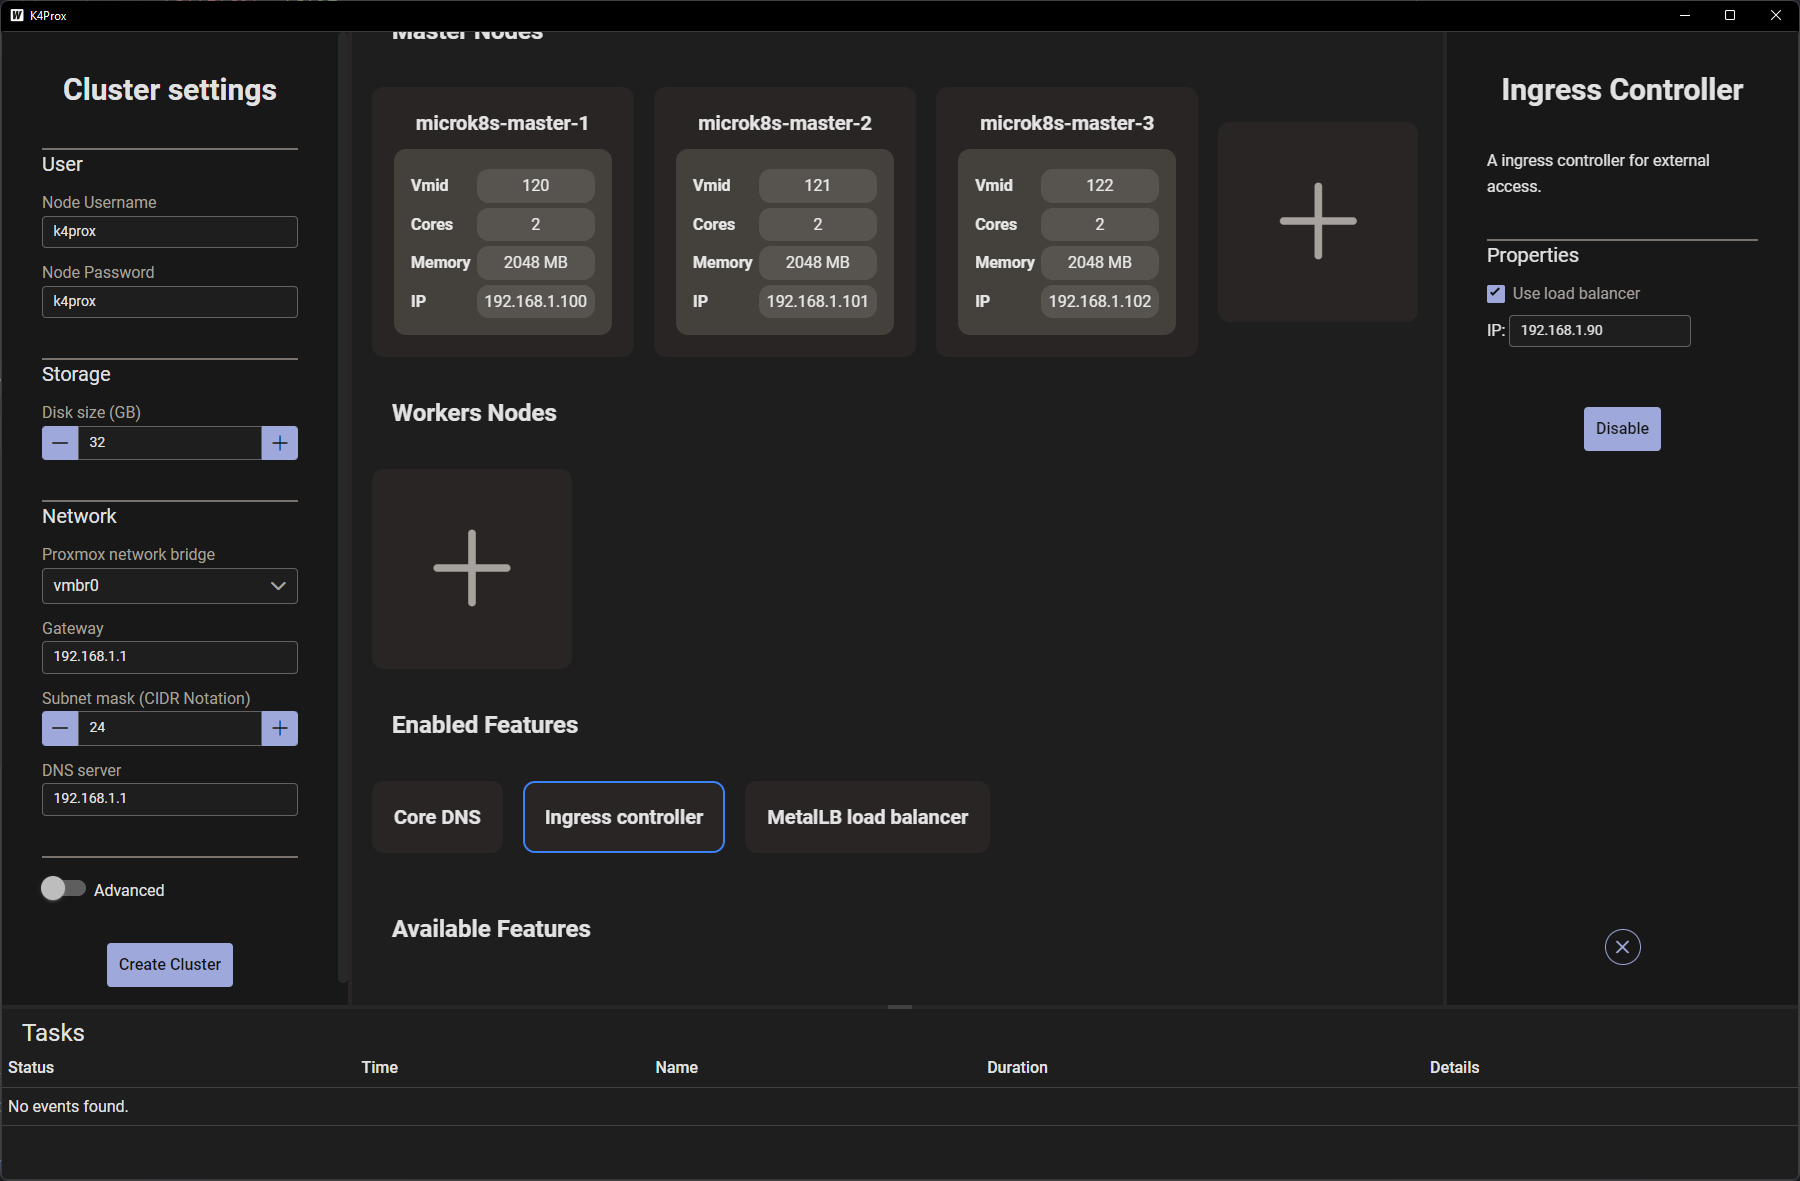 K4Prox
Cluster settings
User
Node Username
k4prox
Node Password
k4prox
Storage
Disk size (GB)
32
Network
Proxmox network bridge
vmbr0
Gateway
192.168.1.1
Subnet mask (CIDR Notation)
24
DNS server
192.168.1.1
Advanced
Create Cluster
Master Nodes
microk8s-master-1
Vmid 120
Cores 2
Memory 2048 MB
IP 192.168.1.100
microk8s-master-2
Vmid 121
Cores 2
Memory 2048 MB
IP 192.168.1.101
microk8s-master-3
Vmid 122
Cores 2
Memory 2048 MB
IP 192.168.1.102
Workers Nodes
Enabled Features
Core DNS
Ingress controller
MetalLB load balancer
Available Features
Ingress Controller
A ingress controller for external
access.
Properties
Use load balancer
IP: 192.168.1.90
Disable
Tasks
Status Time Name Duration Details
No events found.